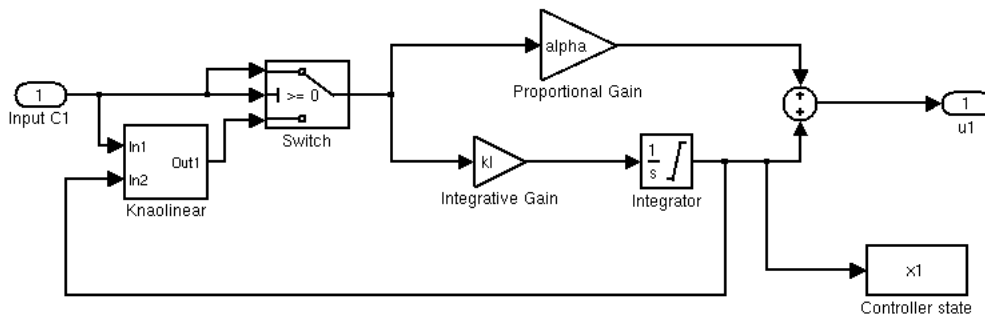 alpha
Proportional Gain
1
Input C1
>= 0
Switch
+
+
1
u1
In1
Out1
In2
Knaolinear
kI
Integrative Gain
1
s
Integrator
x1
Controller state